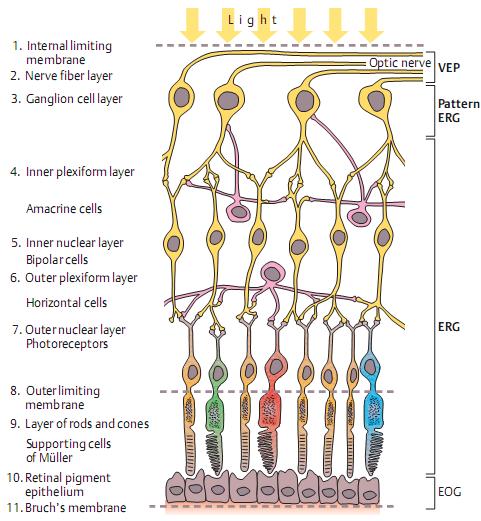 Light
1. Internal limiting
membrane
Optic nerve
VEP
2. Nerve fiber layer
3. Ganglion cell layer
Pattern
ERG
4. Inner plexiform layer
Amacrine cells
5. Inner nuclear layer
Bipolar cells
6. Outer plexiform layer
Horizontal cells
7. Outer nuclear layer
Photoreceptors
ERG
8. Outer limiting
membrane
9. Layer of rods and cones
Supporting cells
of Müller
10. Retinal pigment
epithelium
EOG
11. Bruch's membrane